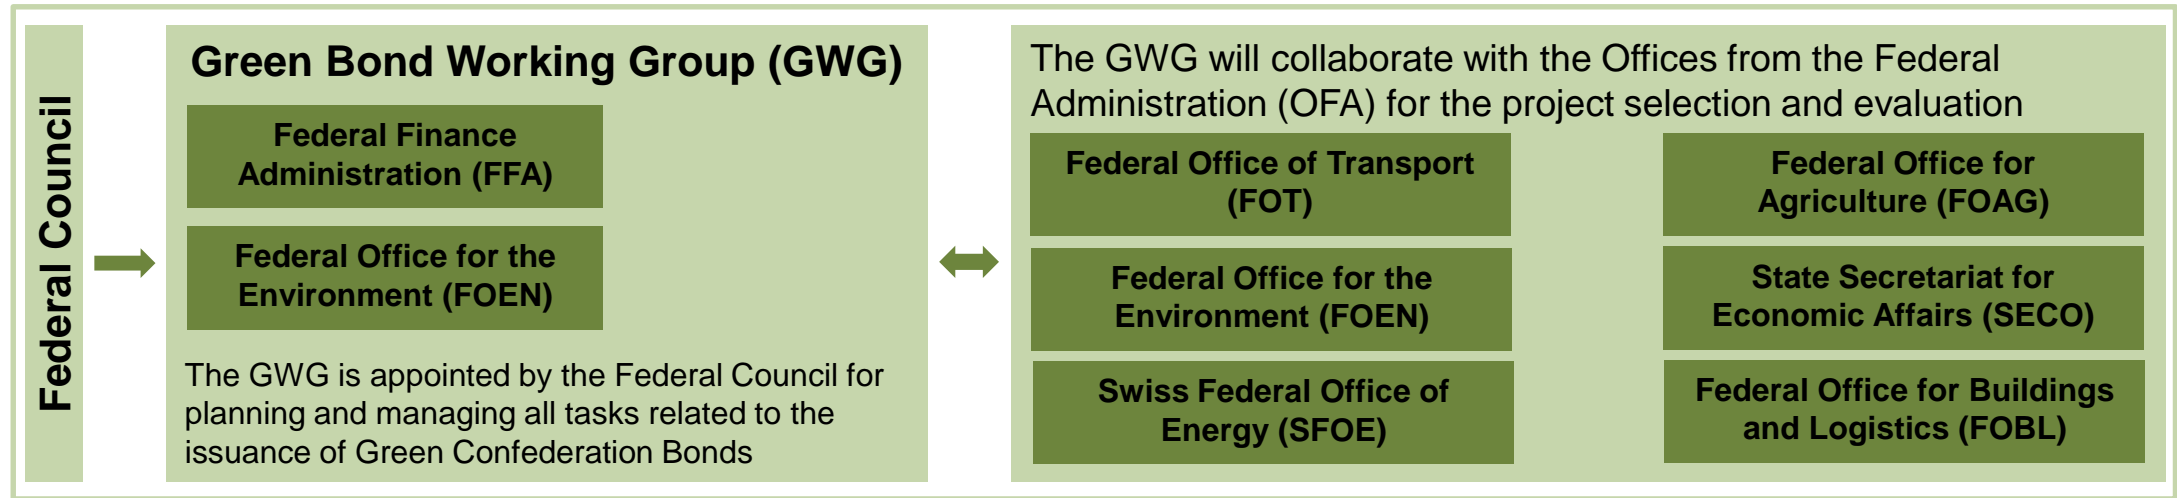 Federal Council
Green Bond Working Group (GWG)
Federal Finance
Administration (FFA)
Federal Office for the
Environment (FOEN)
The GWG is appointed by the Federal Council for
planning and managing all tasks related to the
issuance of Green Confederation Bonds
The GWG will collaborate with the Offices from the Federal
Administration (OFA) for the project selection and evaluation
Federal Office of Transport
(FOT)
Federal Office for the
Environment (FOEN)
Swiss Federal Office of
Energy (SFOE)
Federal Office for
Agriculture (FOAG)
State Secretariat for
Economic Affairs (SECO)
Federal Office for Buildings
and Logistics (FOBL)